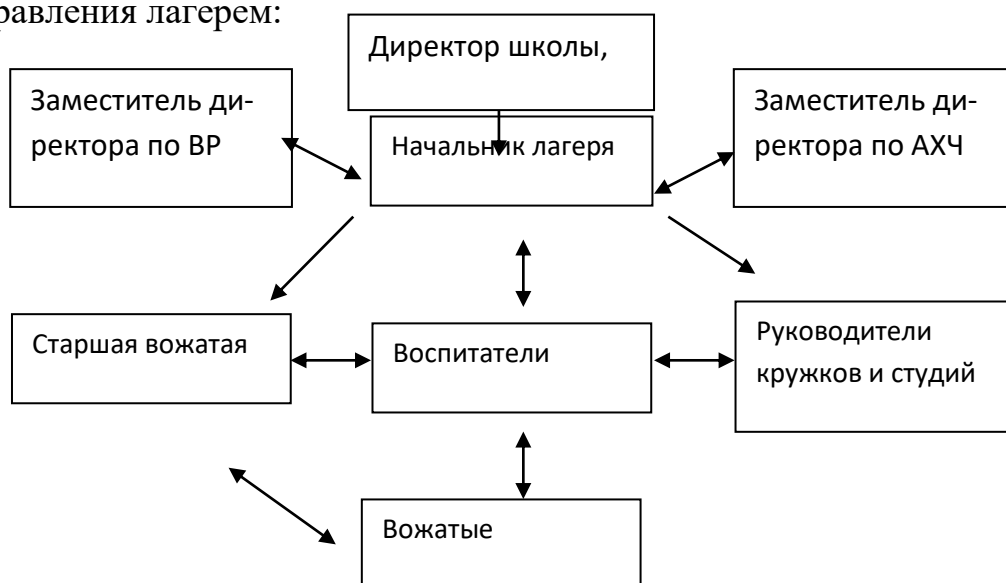 равления лагерем:
Директор школы,
Заместитель ди-
ректора по ВР
Начальник лагеря
Заместитель ди-
ректора по АХЧ
Старшая вожатая
Воспитатели
Руководители
кружков и студий
Вожатые